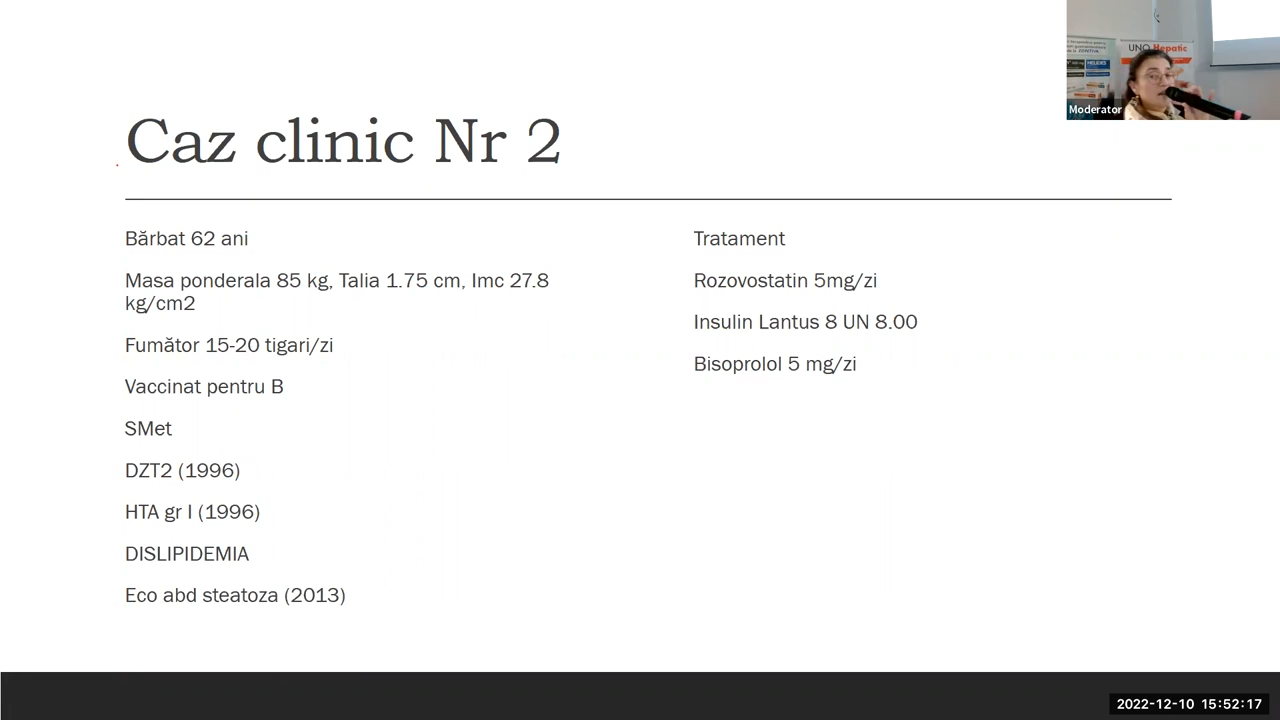 Caz clinic Nr 2
Bărbat 62 ani
Masa ponderala 85 kg, Talia 1.75 cm, Imc 27.8
kg/cm2
Fumător 15-20 tigari/zi
Vaccinat pentru B
SMet
DZT2 (1996)
HTA gr I (1996)
DISLIPIDEMIA
Eco abd steatoza (2013)
Tratament
Rozovostatin 5mg/zi
Insulin Lantus 8 UN 8.00
Bisoprolol 5 mg/zi
UNO Hepatic
HELIDES
Moderator
2022-12-10 15:52:17